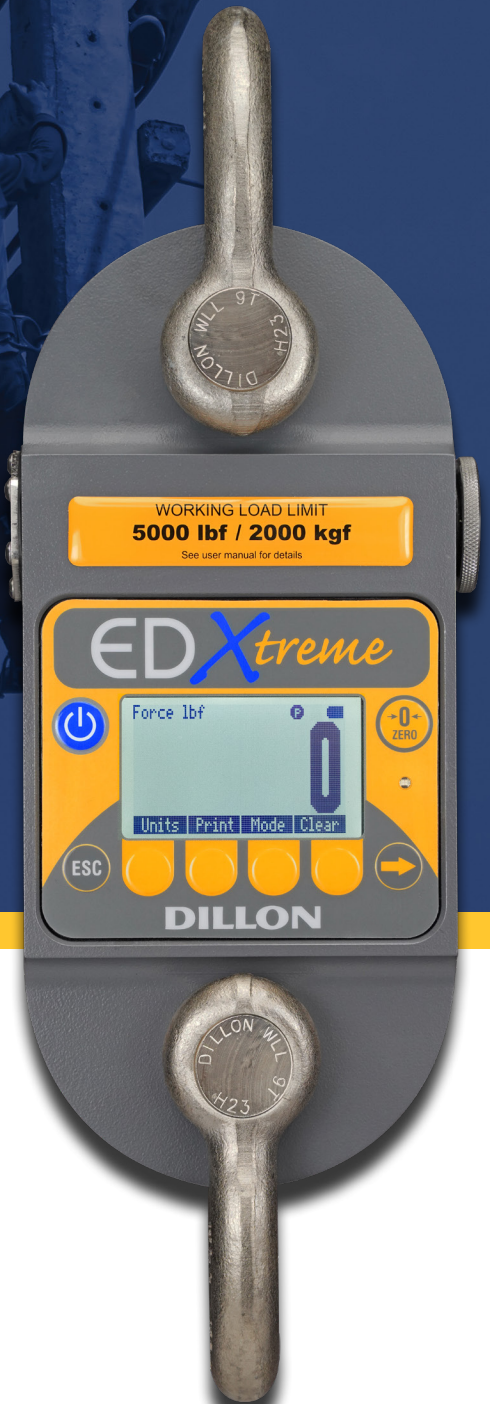 DILLON WLL 9T H23
WORKING LOAD LIMIT
5000 lbf / 2000 kgf
See user manual for details
EDXtreme
Force lbf P
0
→0←
ZERO
Units Print Mode Clear
ESC
DILLON
DILLON WLL 9T H23